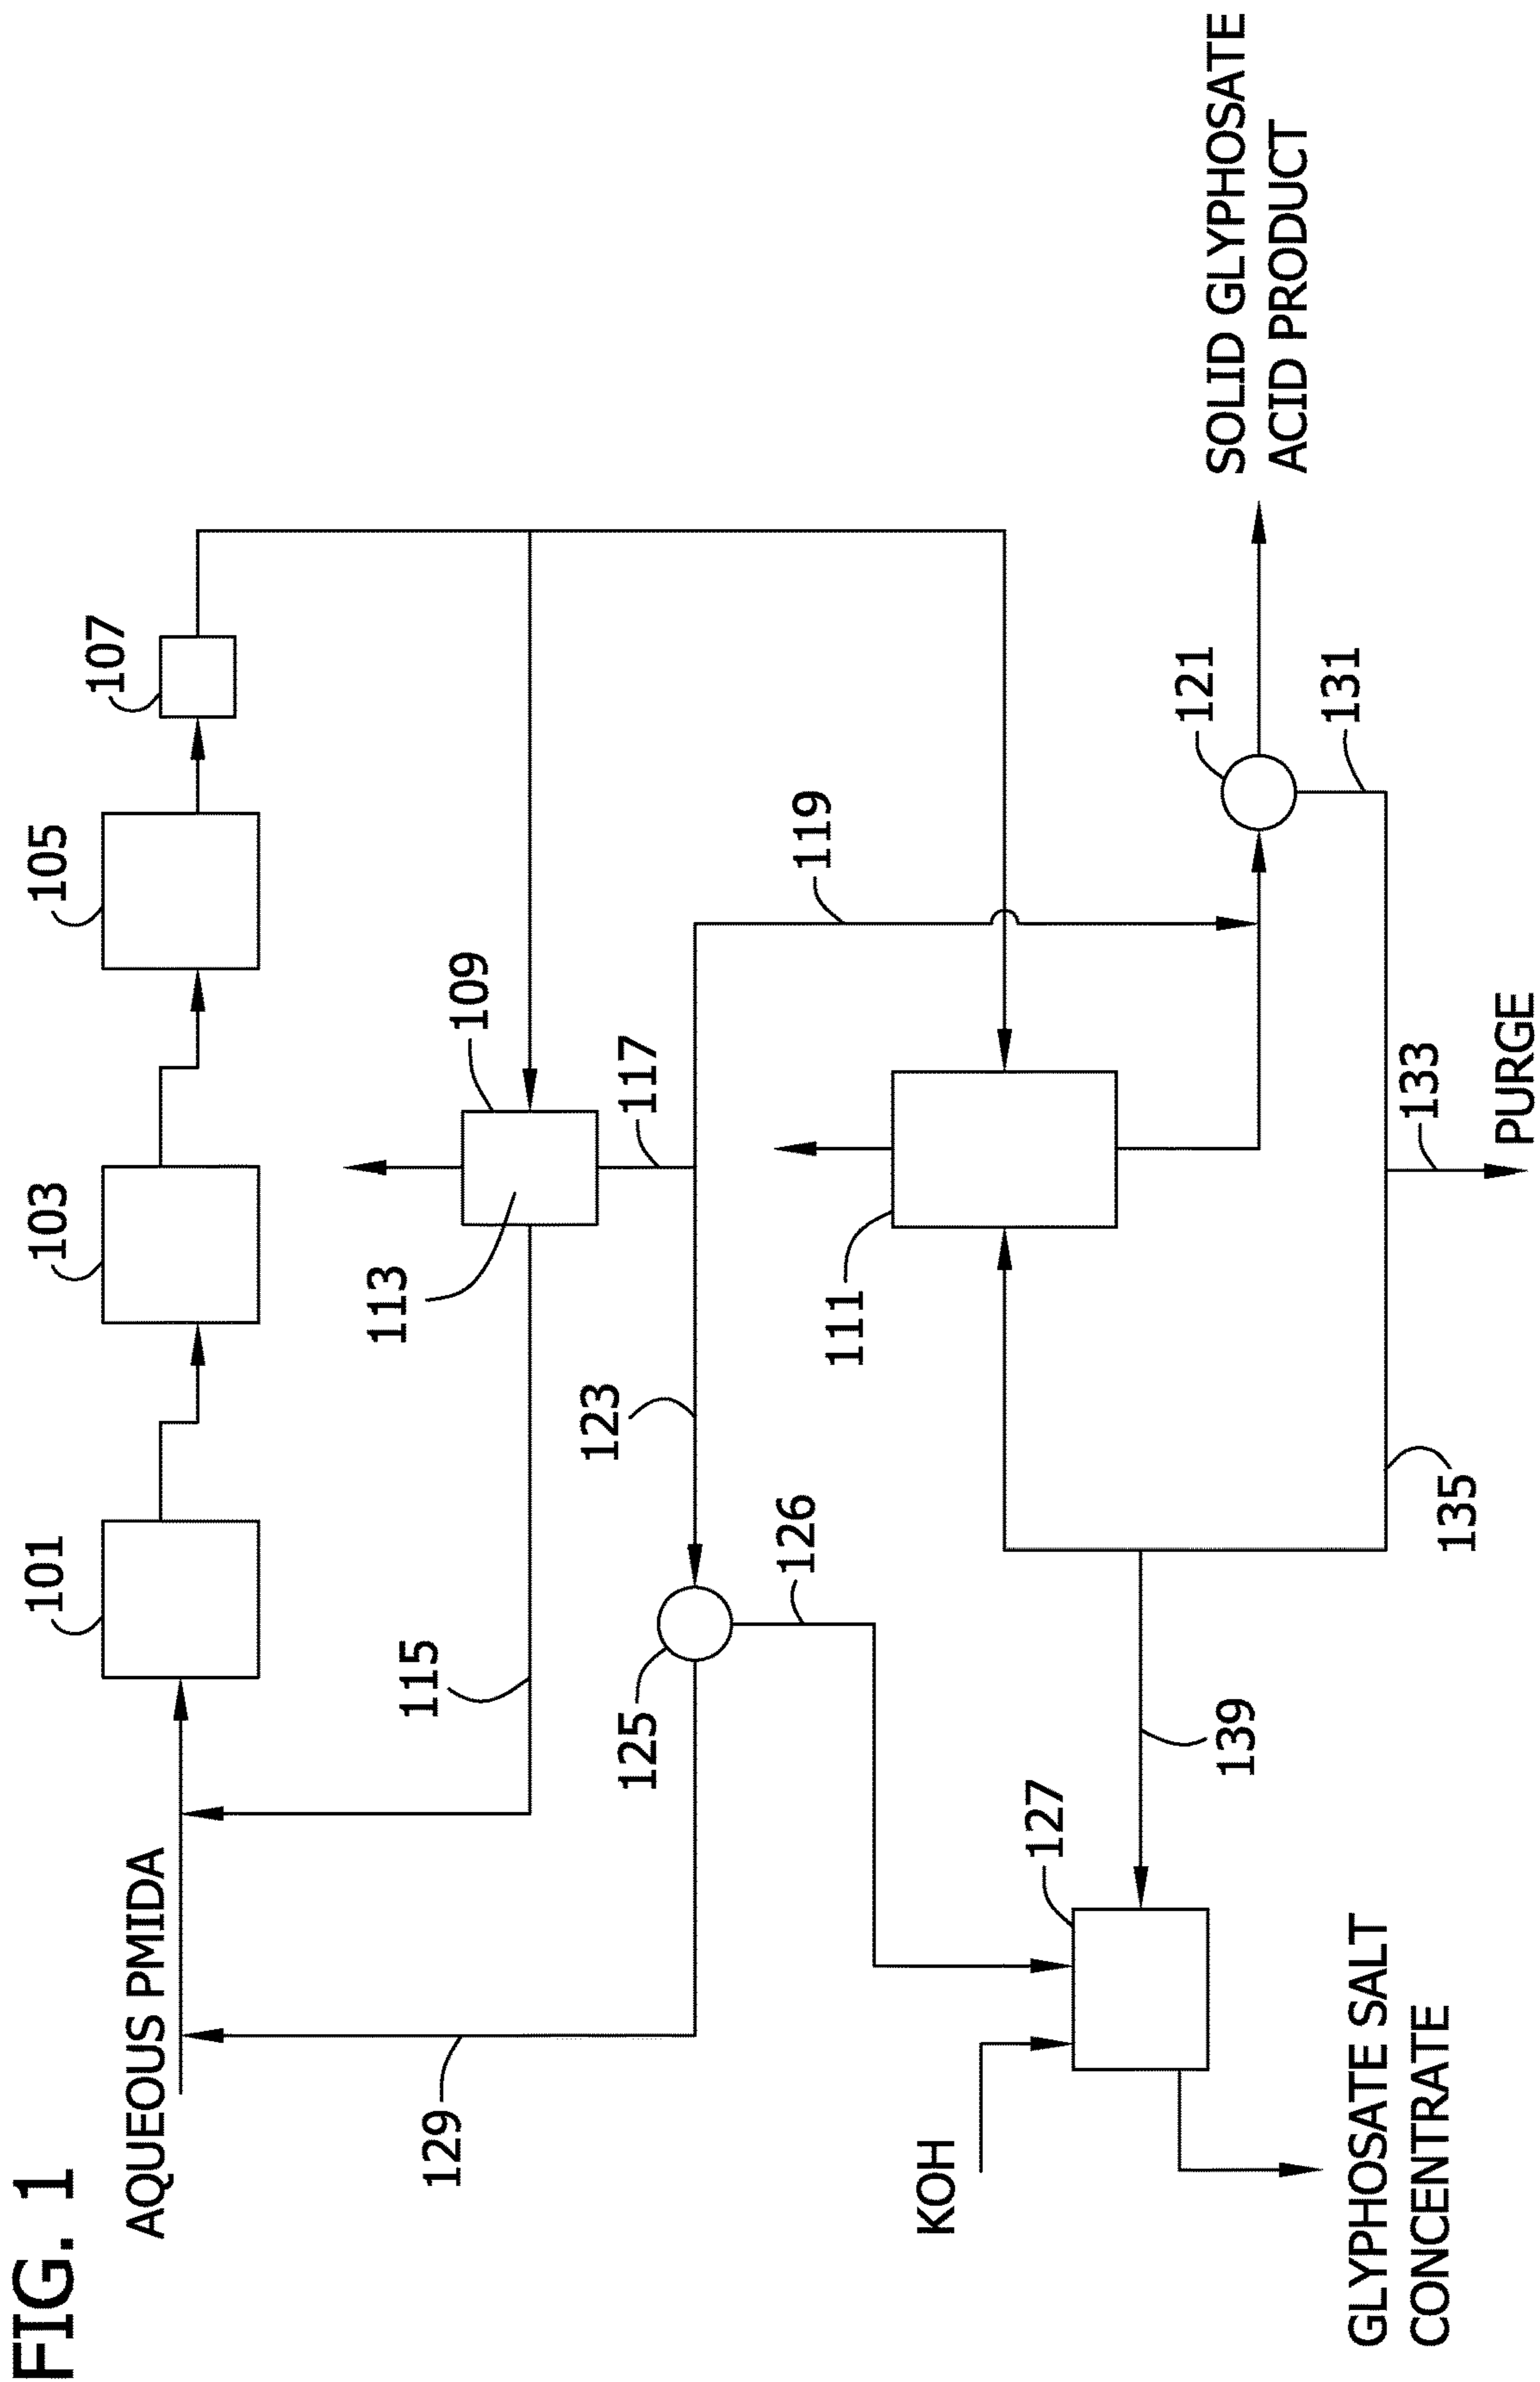 FIG. 1
AQUEOUS PMIDA
101
103
105
107
129
115
113
109
125
123
117
119
126
KOH
127
111
139
121
SOLID GLYPHOSATE
ACID PRODUCT
131
GLYPHOSATE SALT
CONCENTRATE
135
133
PURGE